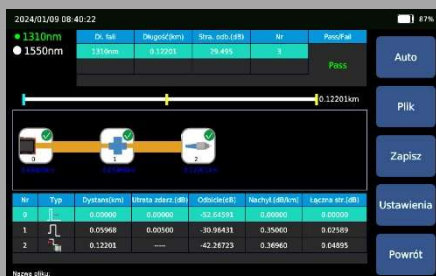 2024/01/09 08:40:22 87%
1310nm
1550nm
Dł. fali Długość(km) Stra. odb.(dB) Nr Pass/Fail
1310nm 0.12201 29.495 3
Pass
0.12201km
0
1
2
Nr Typ Dystans(km) Utrata zdarz.(dB) Odbicie(dB) Nachyl.(dB/km) Łączna str.(dB)
0 0.00000 0.00000 -52.64591 0.00000 0.00000
1 0.05968 0.00500 -30.96431 0.35000 0.02589
2 0.12201 ---- -42.26723 0.36960 0.04895
Nazwa pliku:
Auto
Plik
Zapisz
Ustawienia
Powrót